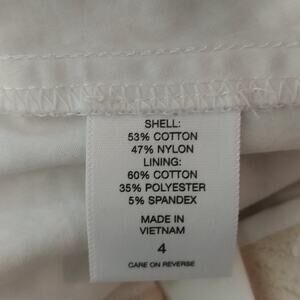 SHELL:
53% COTTON
47% NYLON
LINING:
60% COTTON
35% POLYESTER
5% SPANDEX
MADE IN
VIETNAM
4
CARE ON REVERSE